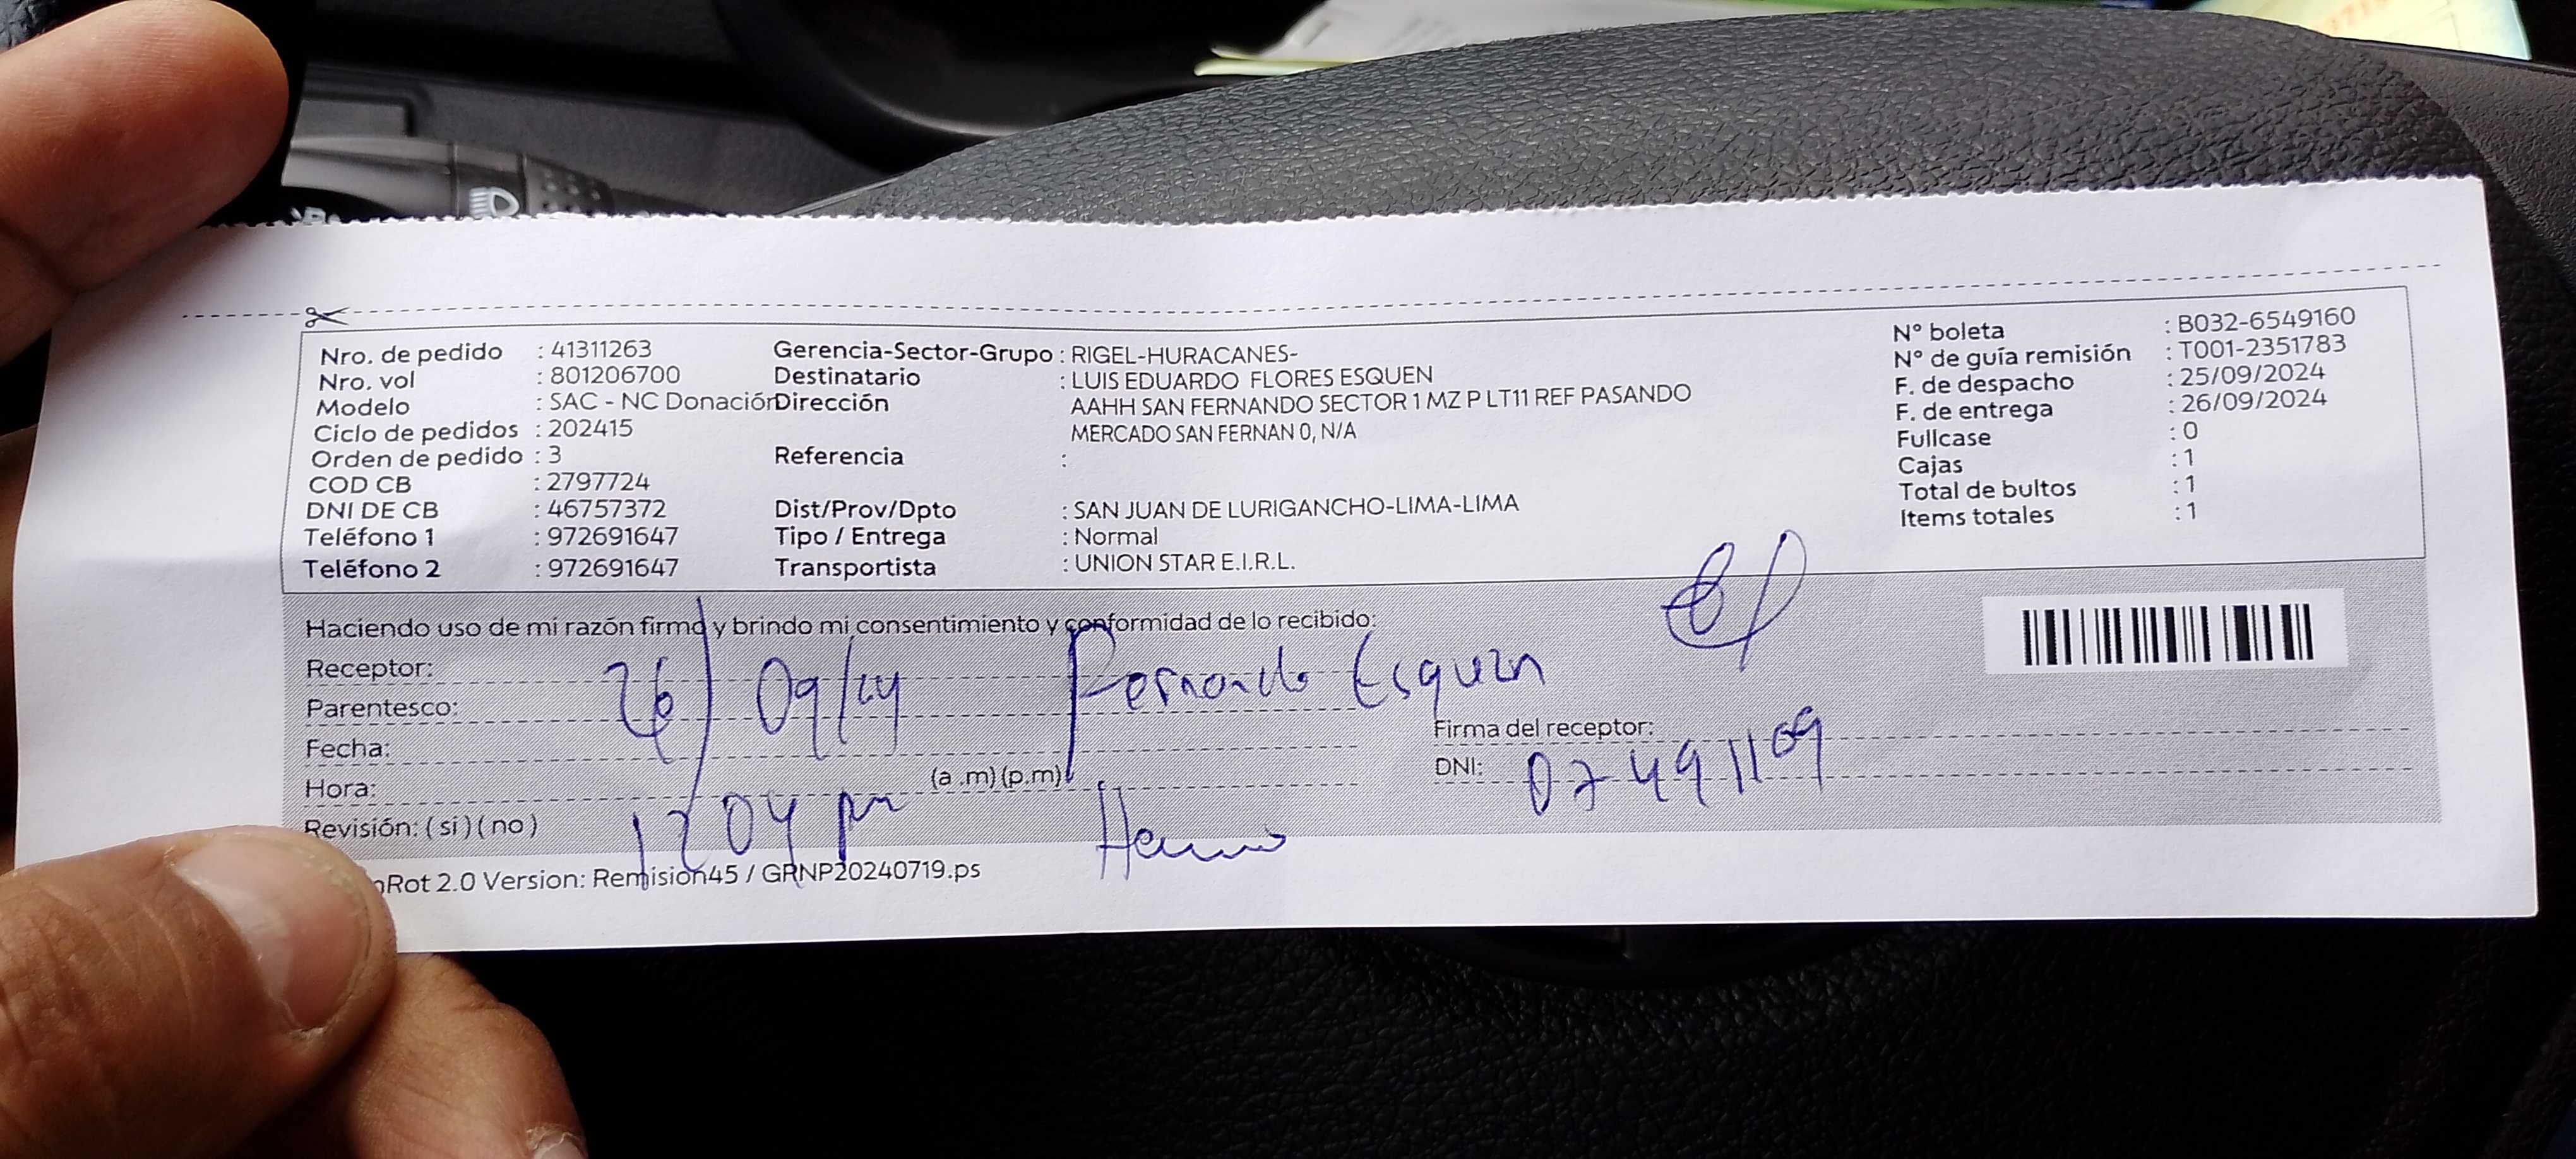 Nro. de pedido : 41311263
Nro. vol : 801206700
Modelo : SAC - NC Donación
Ciclo de pedidos : 202415
Orden de pedido : 3
COD CB : 2797724
DNI DE CB : 46757372
Teléfono 1 : 972691647
Teléfono 2 : 972691647
Gerencia-Sector-Grupo : RIGEL-HURACANES-
Destinatario : LUIS EDUARDO FLORES ESQUEN
Dirección AAHH SAN FERNANDO SECTOR 1 MZ P LT11 REF PASANDO
MERCADO SAN FERNAN 0, N/A
Referencia :
Dist/Prov/Dpto : SAN JUAN DE LURIGANCHO-LIMA-LIMA
Tipo / Entrega : Normal
Transportista : UNION STAR E.I.R.L.
N° boleta : B032-6549160
N° de guía remisión : T001-2351783
F. de despacho : 25/09/2024
F. de entrega : 26/09/2024
Fullcase : 0
Cajas : 1
Total de bultos : 1
Items totales : 1
Haciendo uso de mi razón firmo y brindo mi consentimiento y conformidad de lo recibido:
Receptor:
Parentesco: 26/09/24 Fernando Esquen
Fecha:
Hora: (a .m) (p.m)
Revisión: ( si ) ( no ) 1204 pm
Firma del receptor:
DNI: 07491109
Rot 2.0 Version: Remision45 / GRNP20240719.ps